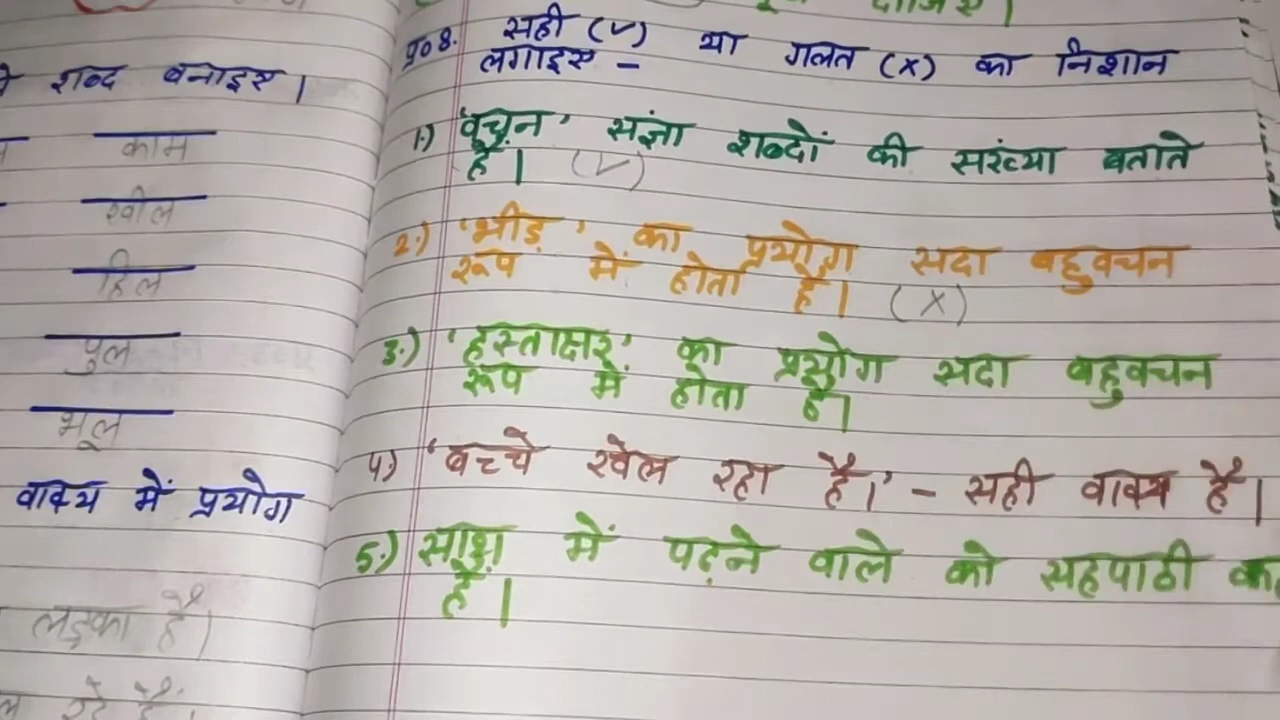 शब्द बनाइए।
काम
खील
हिल
पुल
भूल
वाक्य में प्रयोग
लड़का है।
रहे हैं।
दीजिए।
प्र०8. सही (✓) या गलत (x) का निशान
लगाइए –
1.) 'वचन' संज्ञा शब्दों की संख्या बताते
हैं। (✓)
2.) 'भीड़' का प्रयोग सदा बहुवचन
रूप में होता है। (x)
3.) 'हस्ताक्षर' का प्रयोग सदा बहुवचन
रूप में होता है।
4.) 'बच्चे खेल रहा है।' – सही वाक्य है।
5.) साथ में पढ़ने वाले को सहपाठी
हैं।